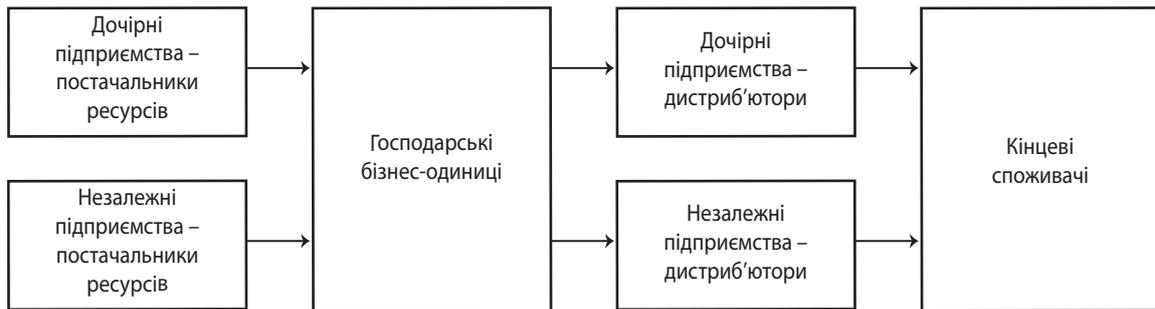 Дочірні
підприємства –
постачальники
ресурсів
Незалежні
підприємства –
постачальники
ресурсів
Господарські
бізнес-одиниці
Дочірні
підприємства –
дистриб’ютори
Незалежні
підприємства –
дистриб’ютори
Кінцеві
споживачі